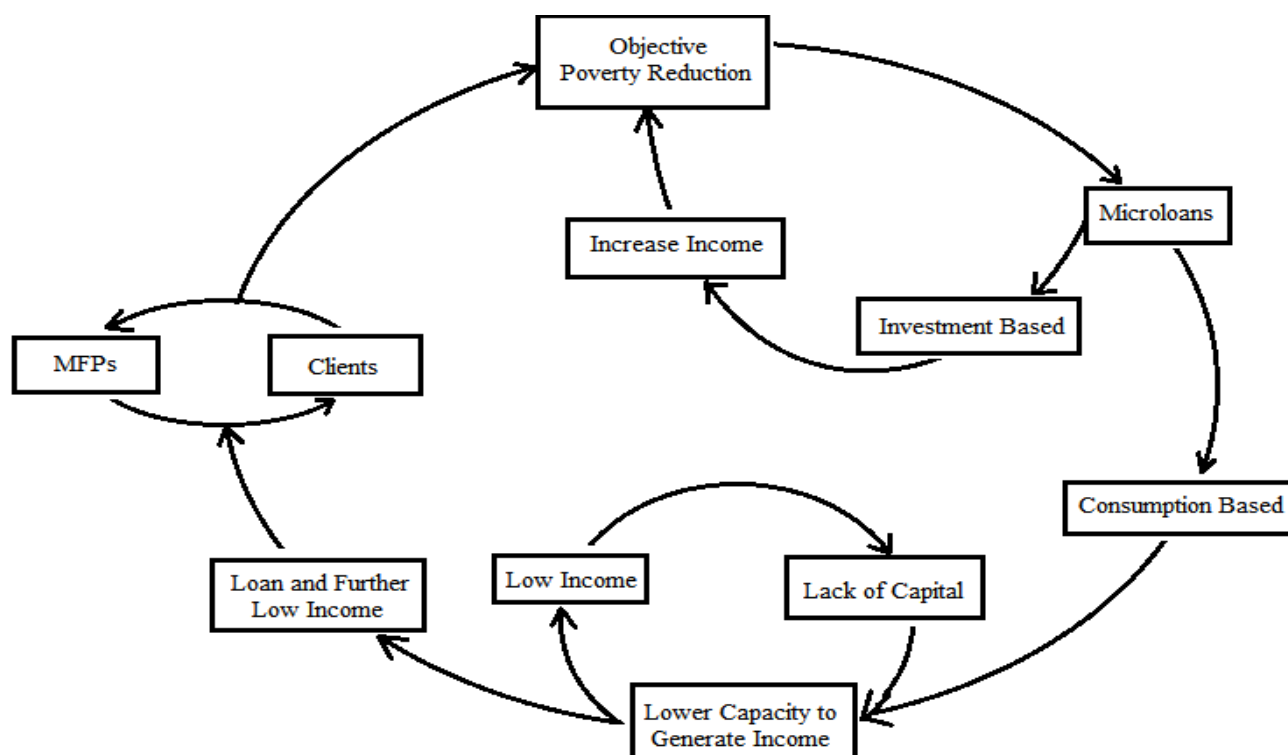 Objective
Poverty Reduction
Microloans
Increase Income
Investment Based
MFPs
Clients
Consumption Based
Low Income
Lack of Capital
Loan and Further
Low Income
Lower Capacity to
Generate Income